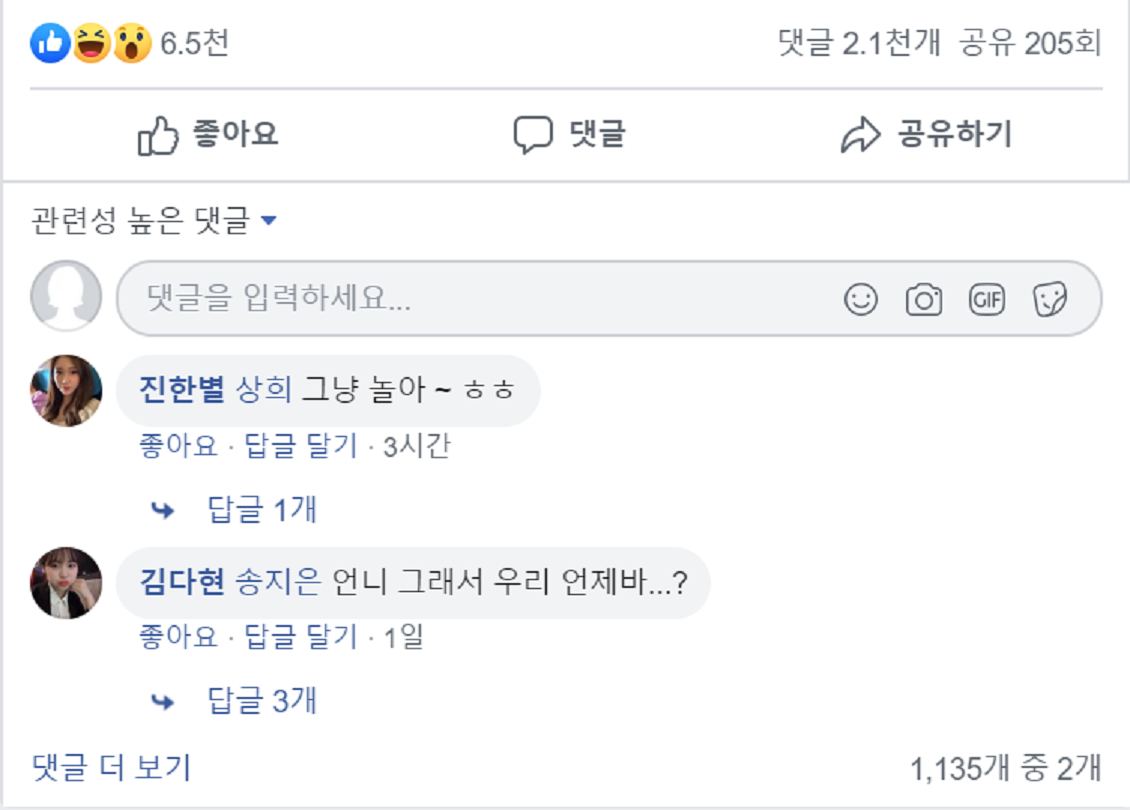 6.5천 댓글 2.1천개 공유 205회
좋아요 댓글 공유하기
관련성 높은 댓글
댓글을 입력하세요... GIF
진한별 상희 그냥 놀아 ~ ㅎㅎ
좋아요 · 답글 달기 · 3시간
답글 1개
김다현 송지은 언니 그래서 우리 언제바...?
좋아요 · 답글 달기 · 1일
답글 3개
댓글 더 보기 1,135개 중 2개